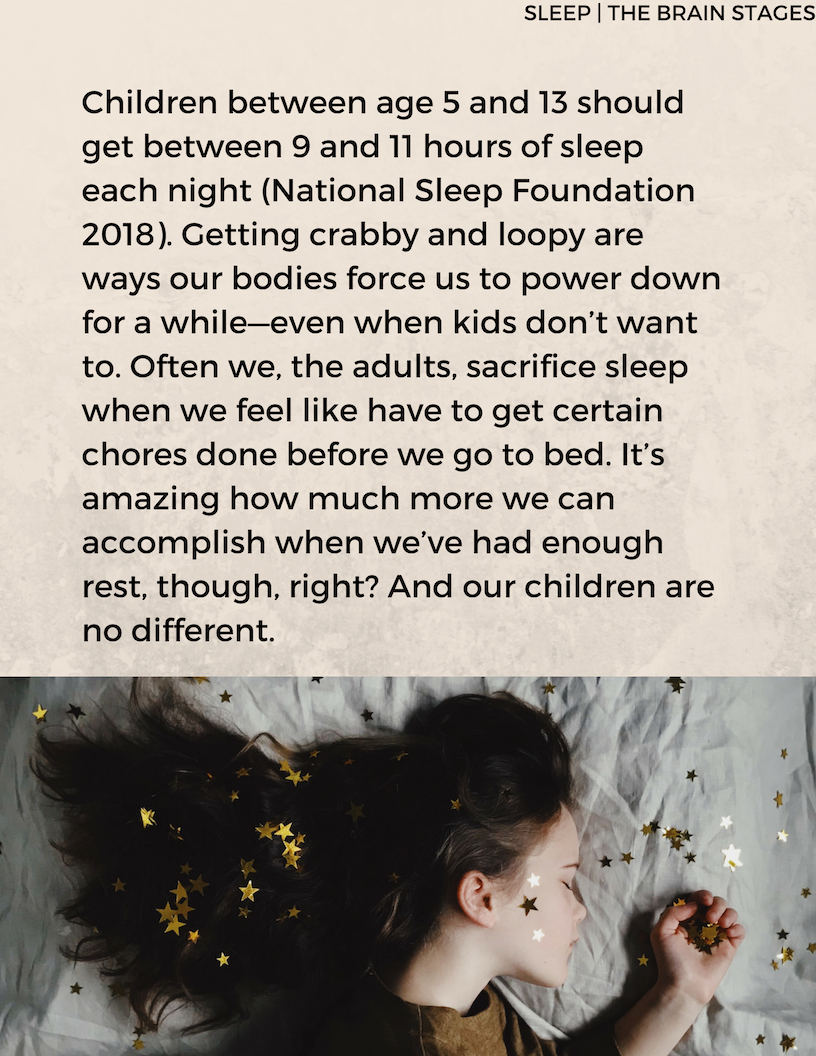 SLEEP | THE BRAIN STAGES
Children between age 5 and 13 should
get between 9 and 11 hours of sleep
each night (National Sleep Foundation
2018). Getting crabby and loopy are
ways our bodies force us to power down
for a while—even when kids don’t want
to. Often we, the adults, sacrifice sleep
when we feel like have to get certain
chores done before we go to bed. It’s
amazing how much more we can
accomplish when we’ve had enough
rest, though, right? And our children are
no different.